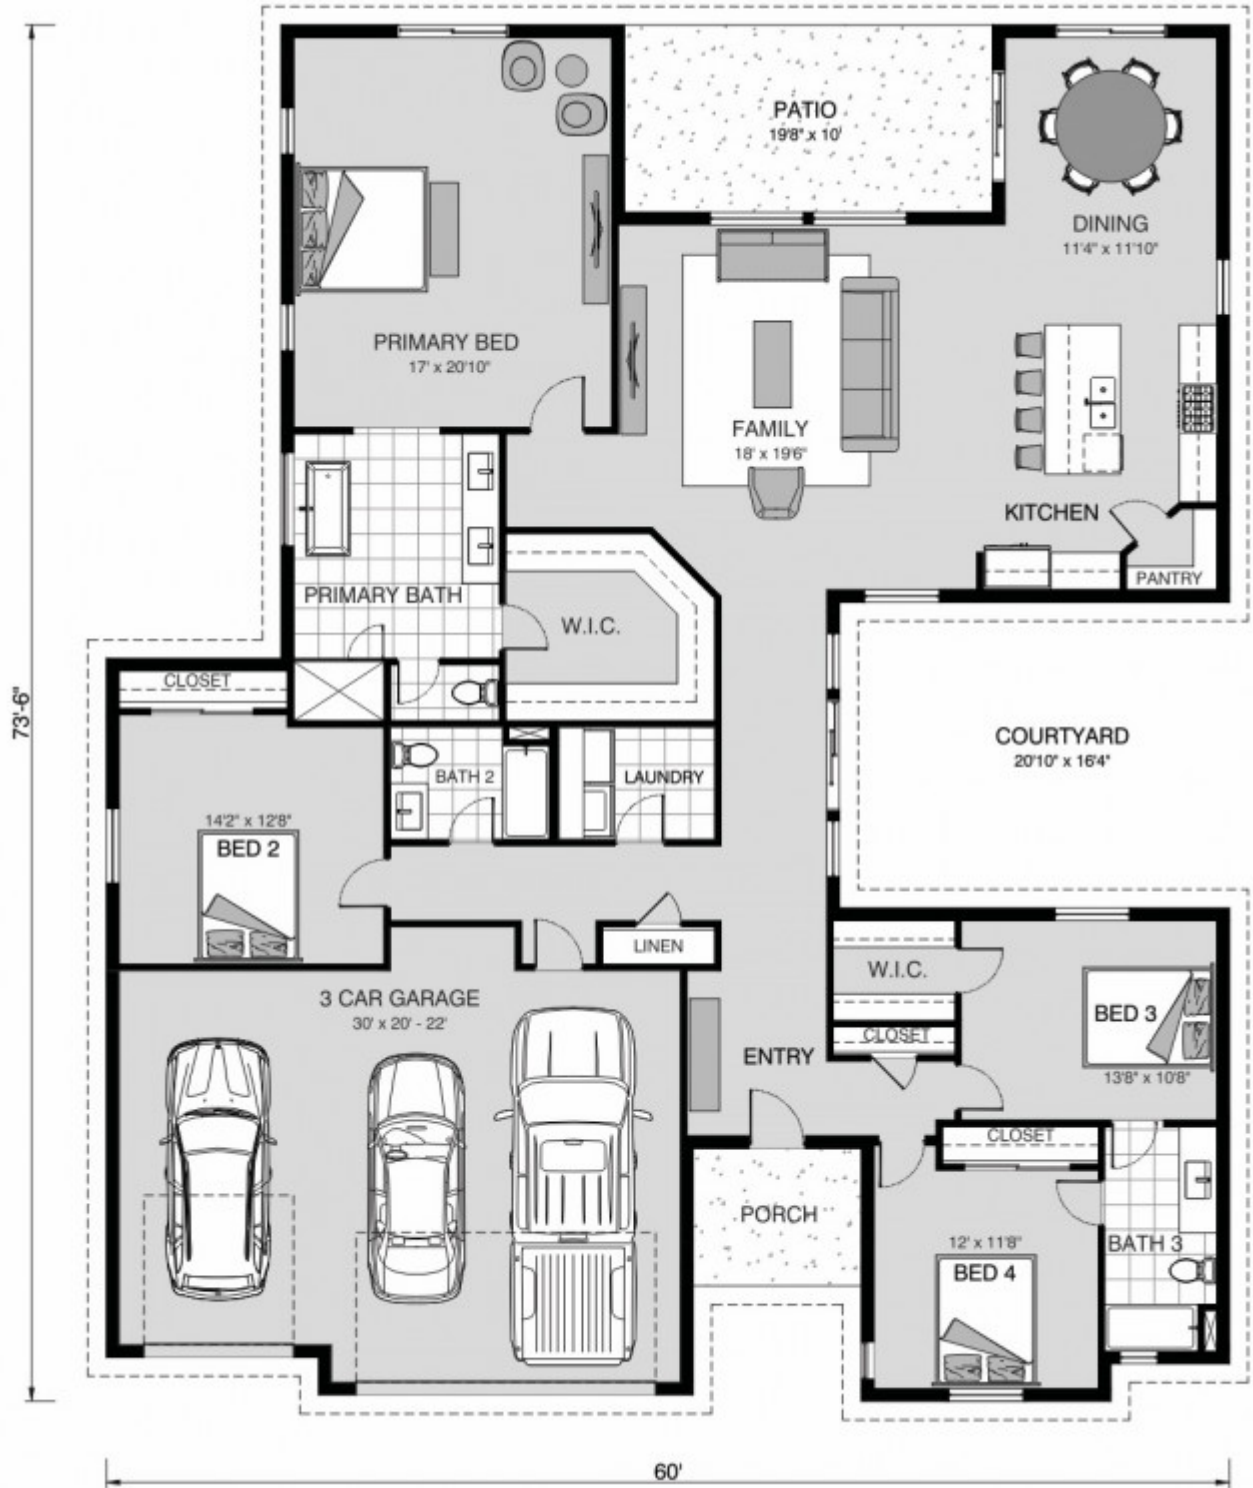 PATIO
19'8" x 10'
DINING
11'4" x 11'10"
PRIMARY BED
17' x 20'10"
FAMILY
18' x 19'6"
KITCHEN
PANTRY
PRIMARY BATH
W.I.C.
CLOSET
73'-6"
COURTYARD
20'10" x 16'4"
BATH 2
LAUNDRY
14'2" x 12'8"
BED 2
LINEN
W.I.C.
3 CAR GARAGE
30' x 20' - 22'
BED 3
13'8" x 10'8"
CLOSET
ENTRY
CLOSET
PORCH
BATH 3
12' x 11'8"
BED 4
60'